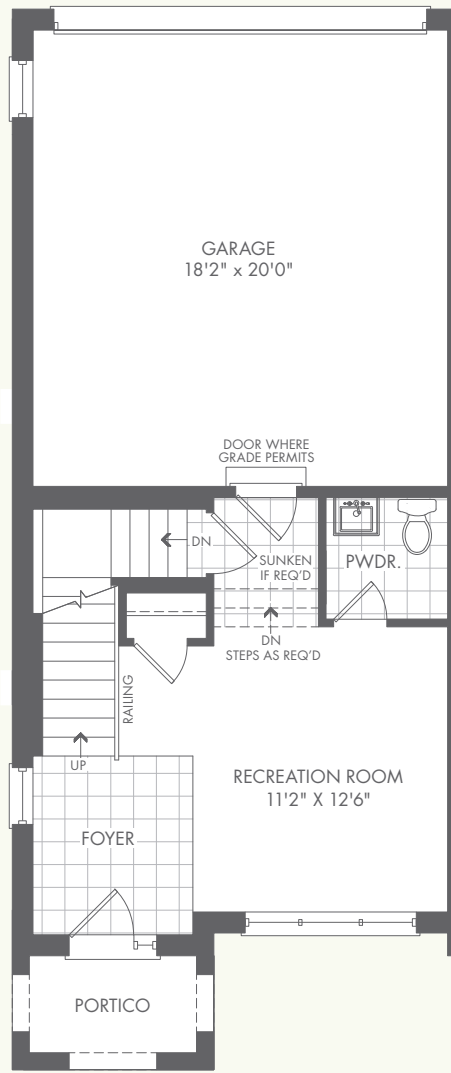 GARAGE
18'2" x 20'0"
DOOR WHERE
GRADE PERMITS
DN
SUNKEN
IF REQ'D
PWDR.
DN
STEPS AS REQ'D
RAILING
UP
RECREATION ROOM
11'2" X 12'6"
FOYER
PORTICO